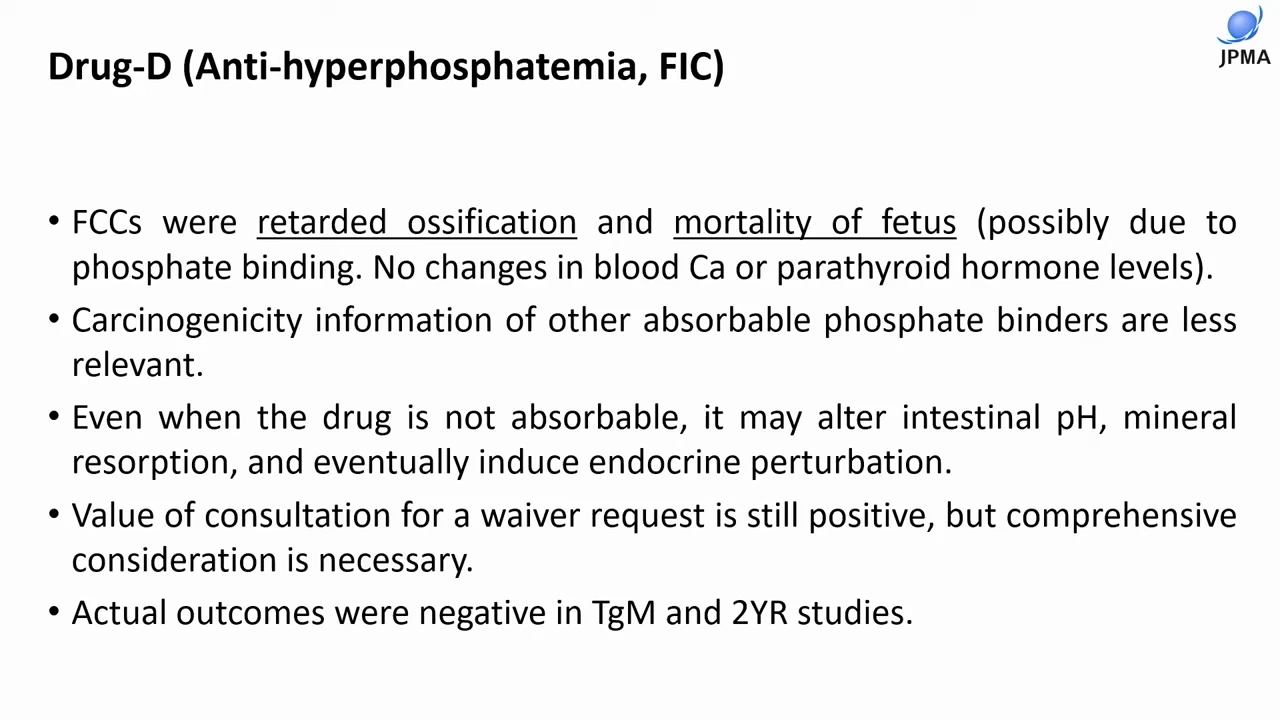 JPMA
Drug-D (Anti-hyperphosphatemia, FIC)
• FCCs were retarded ossification and mortality of fetus (possibly due to
phosphate binding. No changes in blood Ca or parathyroid hormone levels).
• Carcinogenicity information of other absorbable phosphate binders are less
relevant.
• Even when the drug is not absorbable, it may alter intestinal pH, mineral
resorption, and eventually induce endocrine perturbation.
• Value of consultation for a waiver request is still positive, but comprehensive
consideration is necessary.
• Actual outcomes were negative in TgM and 2YR studies.